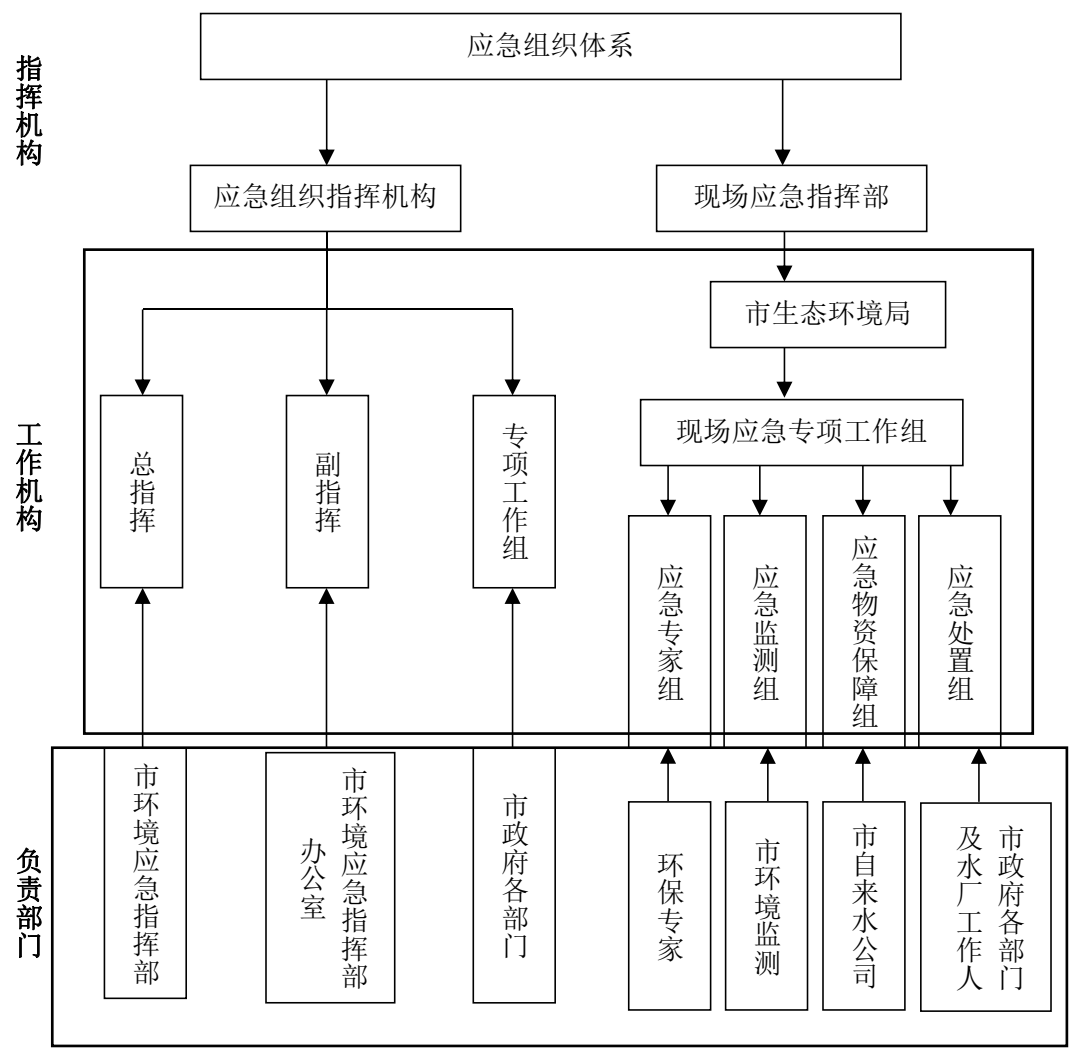 指挥机构
应急组织体系
应急组织指挥机构
现场应急指挥部
工作机构
市生态环境局
现场应急专项工作组
总指挥
副指挥
专项工作组
应急专家组
应急监测组
应急物资保障组
应急处置组
负责部门
市环境应急指挥部
市环境应急指挥部
办公室
市政府各部门
环保专家
市环境监测
市自来水公司
市政府各部门
及水厂工作人